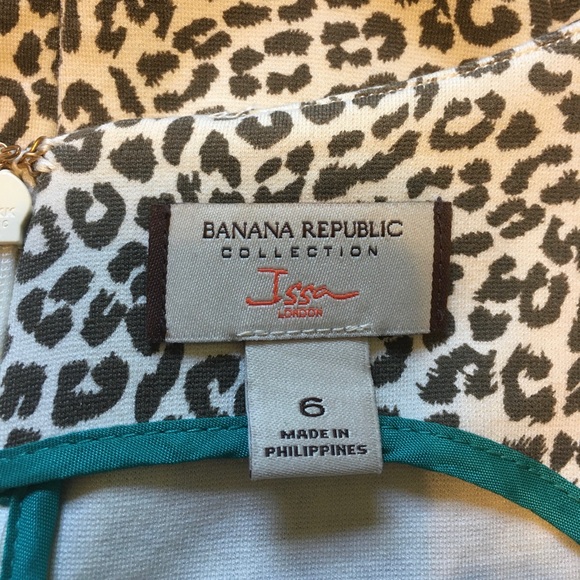 BANANA REPUBLIC
COLLECTION
Issa
LONDON
6
MADE IN
PHILIPPINES